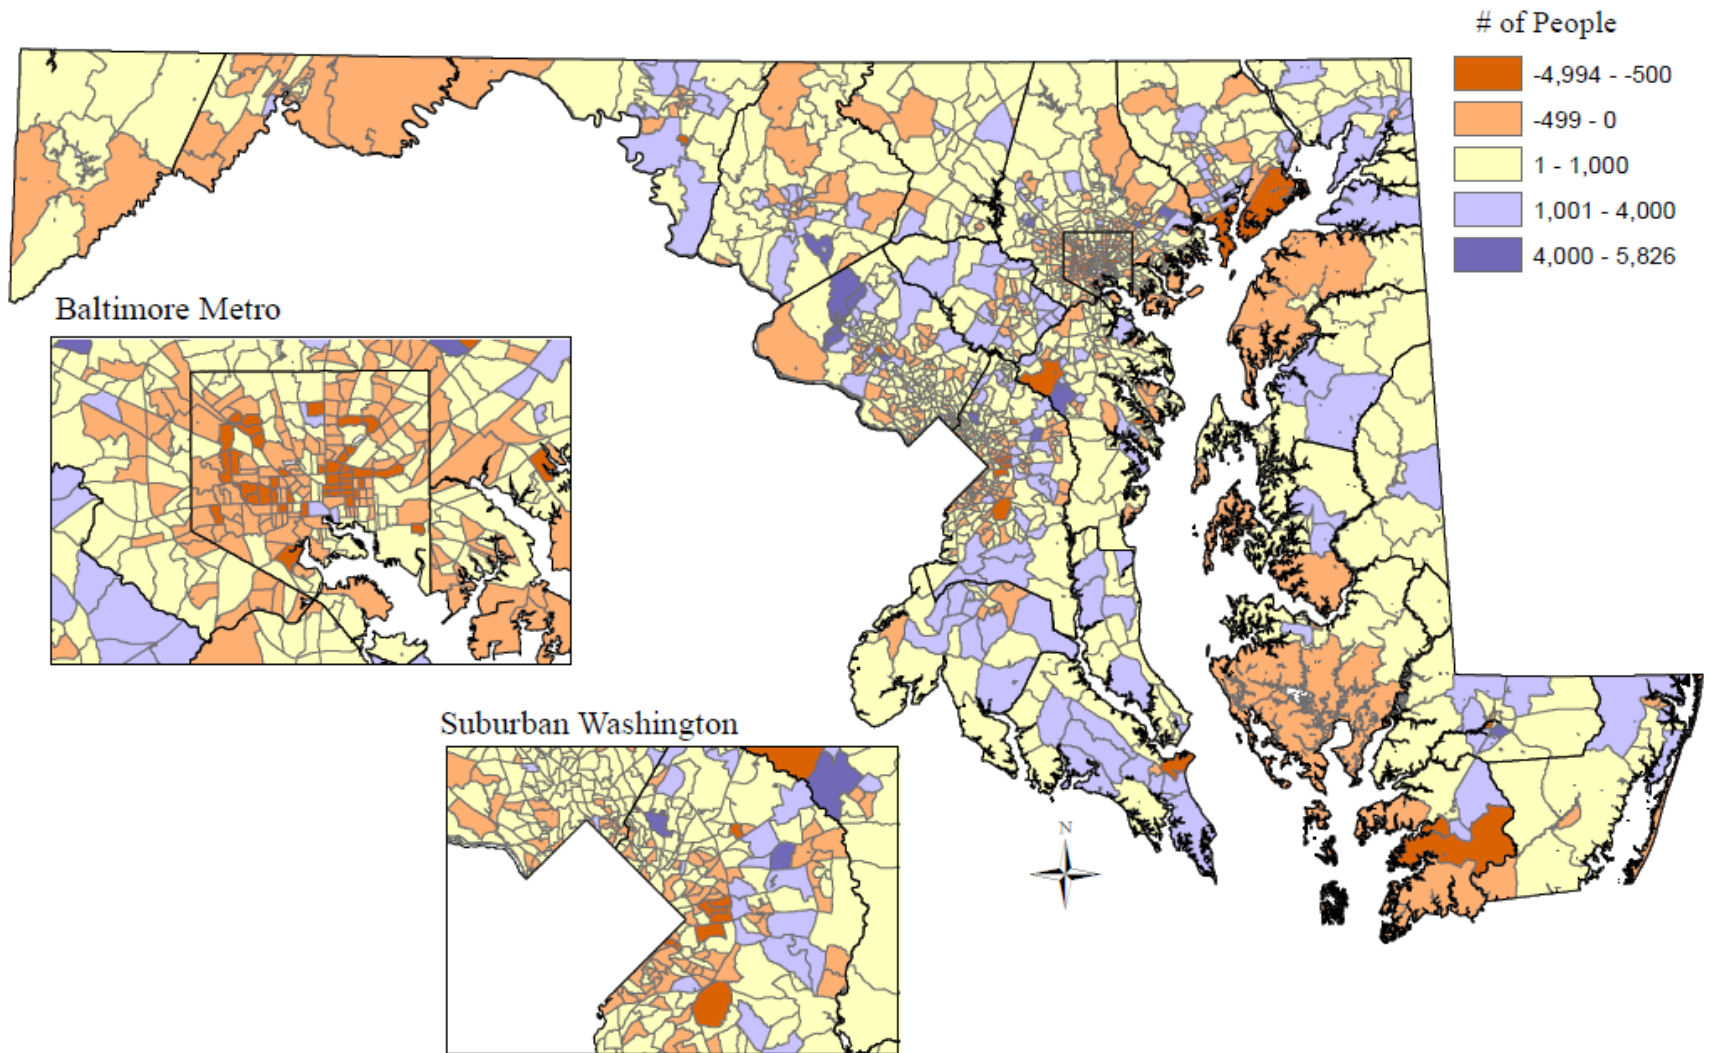 # of People
-4,994 - -500
-499 - 0
1 - 1,000
1,001 - 4,000
4,000 - 5,826
Baltimore Metro
Suburban Washington
N